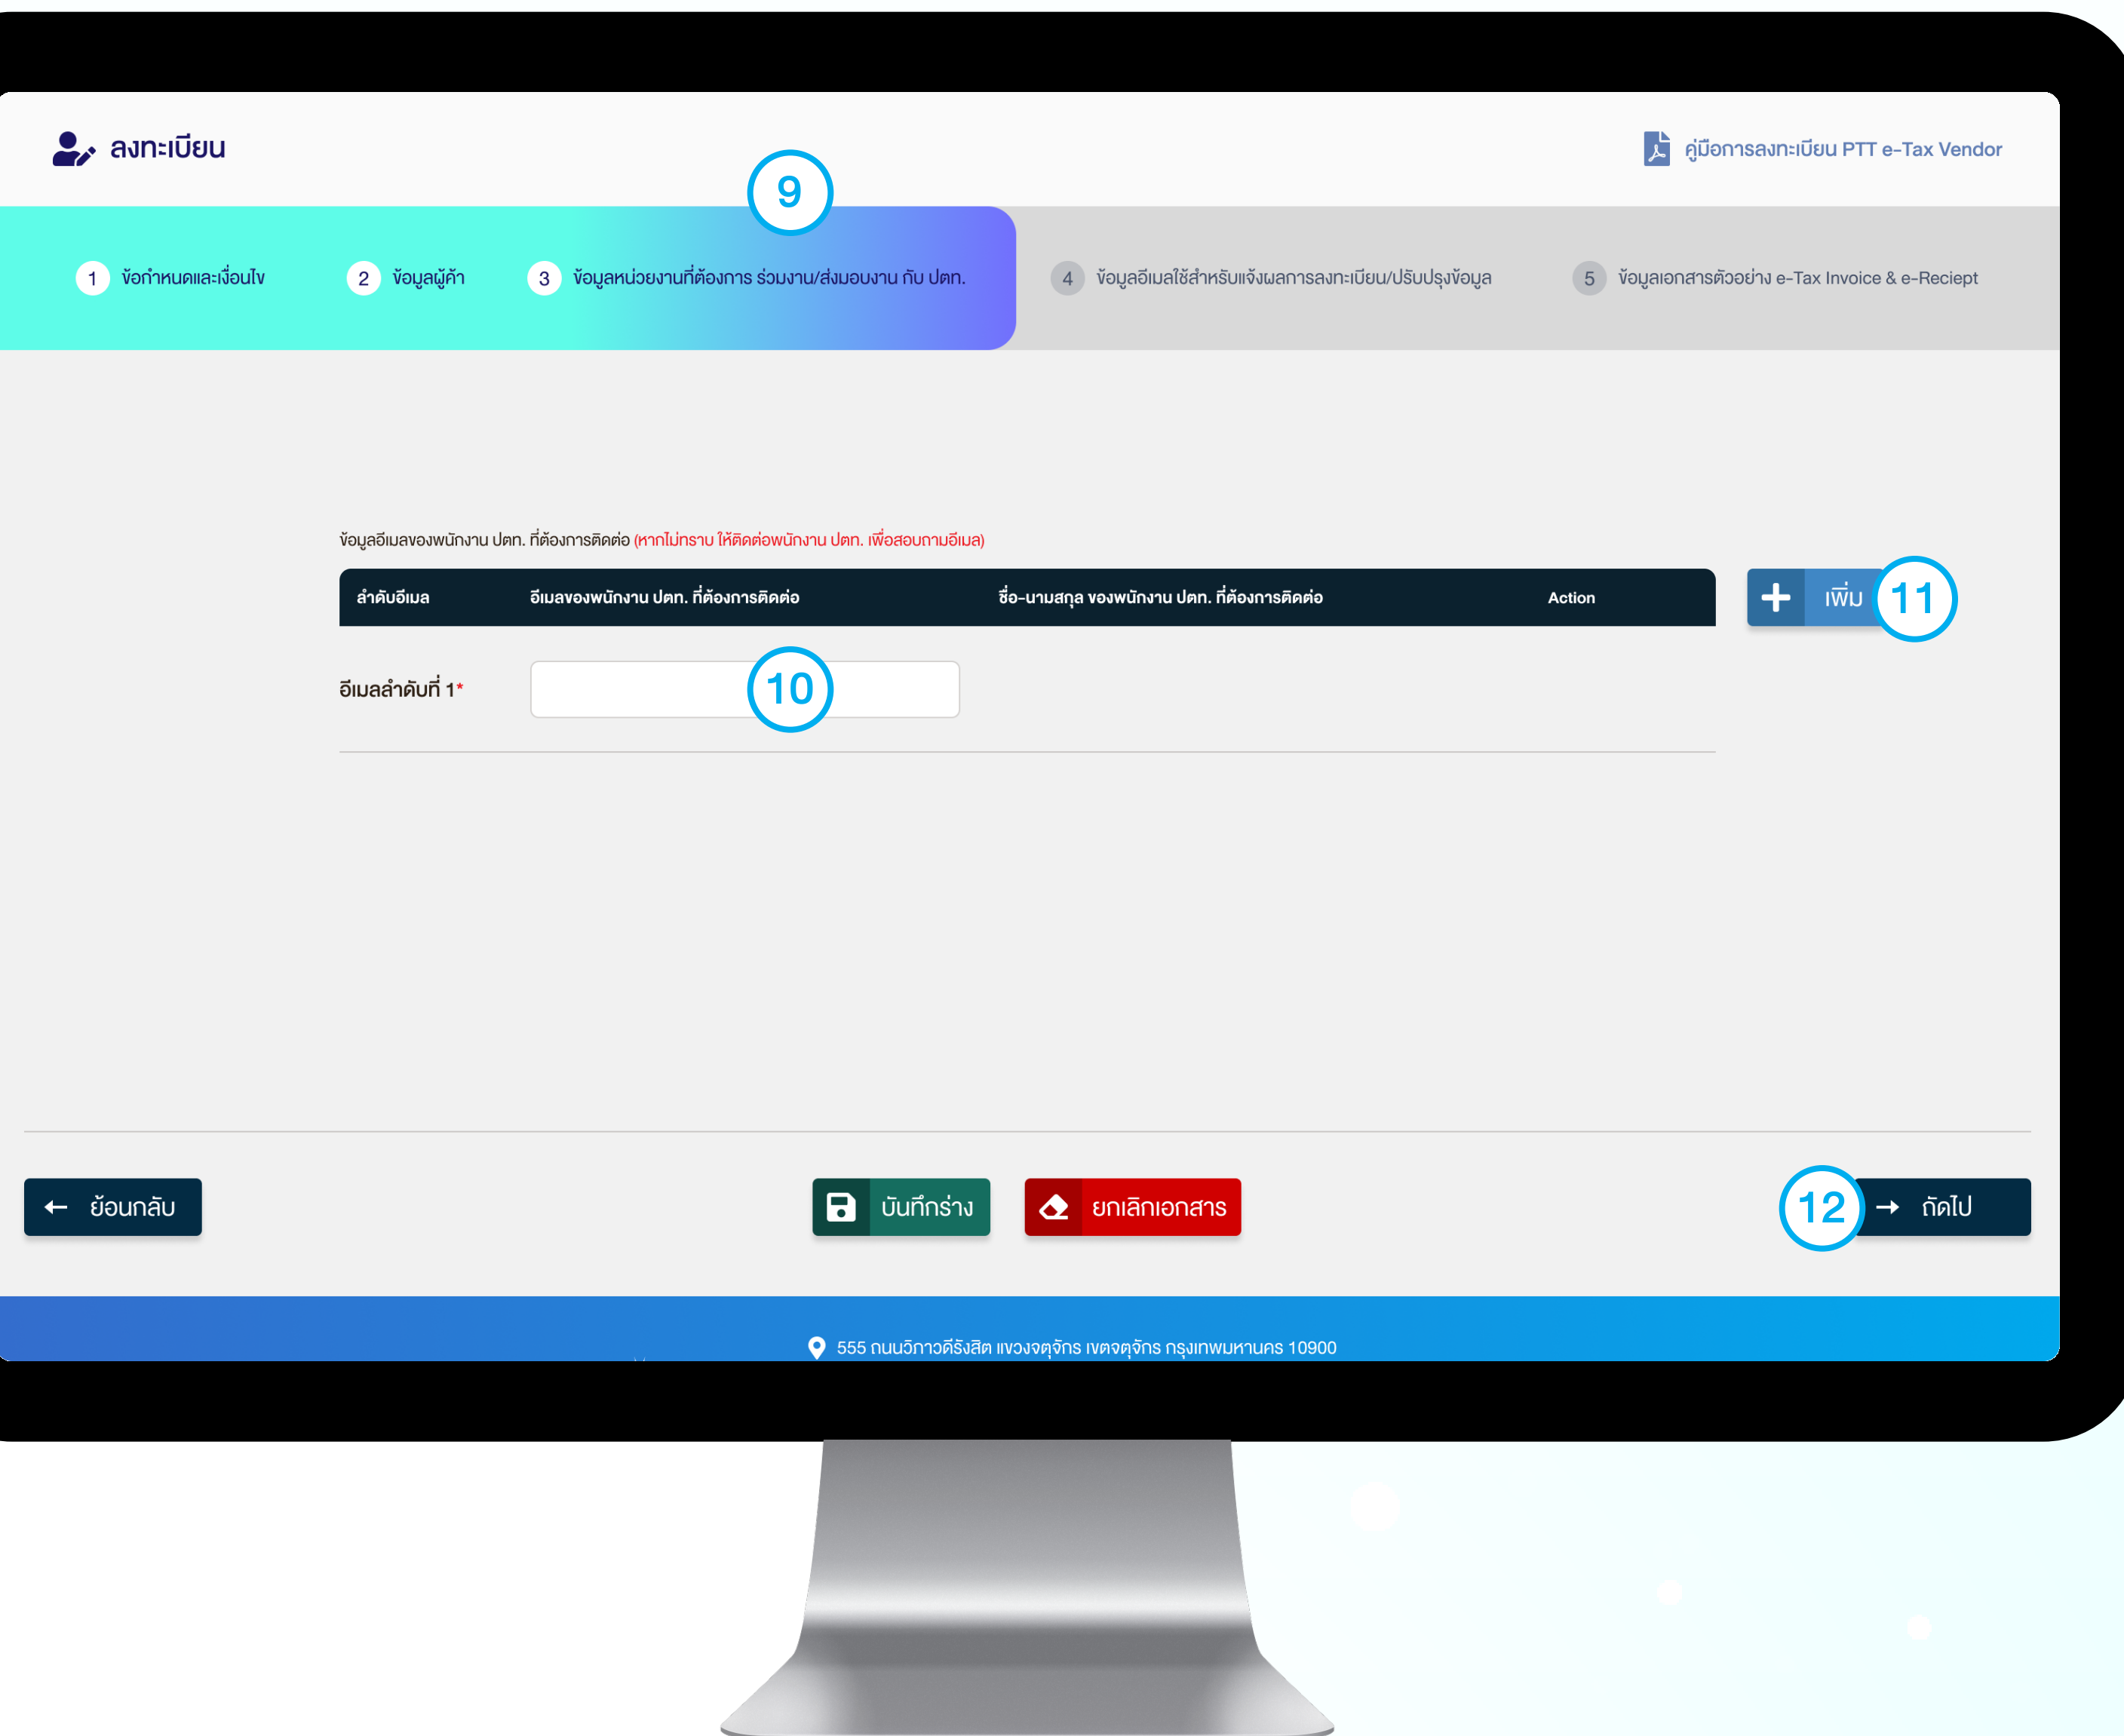 ลงทะเบียน
คู่มือการลงทะเบียน PTT e-Tax Vendor
9
1 ข้อกำหนดและเงื่อนไข
2 ข้อมูลผู้ค้า
3 ข้อมูลหน่วยงานที่ต้องการ ร่วมงาน/ส่งมอบงาน กับ ปตท.
4 ข้อมูลอีเมลใช้สำหรับแจ้งผลการลงทะเบียน/ปรับปรุงข้อมูล
5 ข้อมูลเอกสารตัวอย่าง e-Tax Invoice & e-Reciept
ข้อมูลอีเมลของพนักงาน ปตท. ที่ต้องการติดต่อ (หากไม่ทราบ ให้ติดต่อพนักงาน ปตท. เพื่อสอบถามอีเมล)
ลำดับอีเมล
อีเมลของพนักงาน ปตท. ที่ต้องการติดต่อ
ชื่อ-นามสกุล ของพนักงาน ปตท. ที่ต้องการติดต่อ
Action
เพิ่ม
11
อีเมลลำดับที่ 1*
10
ย้อนกลับ
บันทึกร่าง
ยกเลิกเอกสาร
12
ถัดไป
555 ถนนวิภาวดีรังสิต แขวงจตุจักร เขตจตุจักร กรุงเทพมหานคร 10900